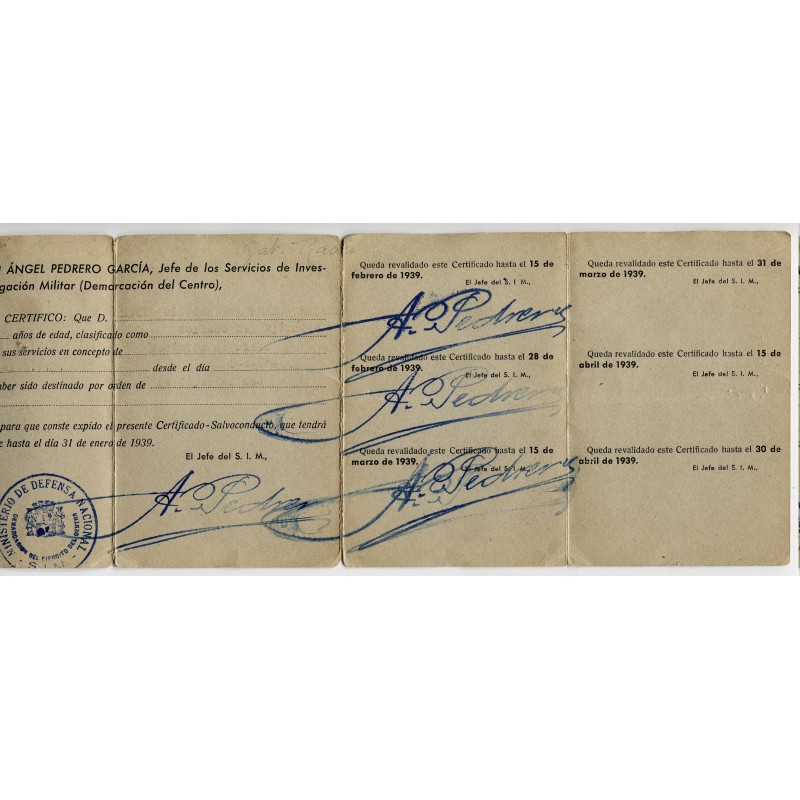 ÁNGEL PEDRERO GARCÍA, Jefe de los Servicios de Inves-
gación Militar (Demarcación del Centro),
CERTIFICO: Que D.
años de edad, clasificado como
sus servicios en concepto de
desde el día
ber sido destinado por orden de
para que conste expido el presente Certificado-Salvoconducto, que tendrá
hasta el día 31 de enero de 1939.
El Jefe del S. I. M.,
A. Pedrero
MINISTERIO DE DEFENSA NACIONAL
DEL EJERCITO DEL CENTRO
S.I.M.
Queda revalidado este Certificado hasta el 15 de
febrero de 1939.
El Jefe del S. I. M.,
A. Pedrero
Queda revalidado este Certificado hasta el 28 de
febrero de 1939.
El Jefe del S. I. M.,
A. Pedrero
Queda revalidado este Certificado hasta el 15 de
marzo de 1939.
El Jefe del S. I. M.,
A. Pedrero
Queda revalidado este Certificado hasta el 31 de
marzo de 1939.
El Jefe del S. I. M.,
Queda revalidado este Certificado hasta el 15 de
abril de 1939.
El Jefe del S. I. M.,
Queda revalidado este Certificado hasta el 30 de
abril de 1939.
El Jefe del S. I. M.,